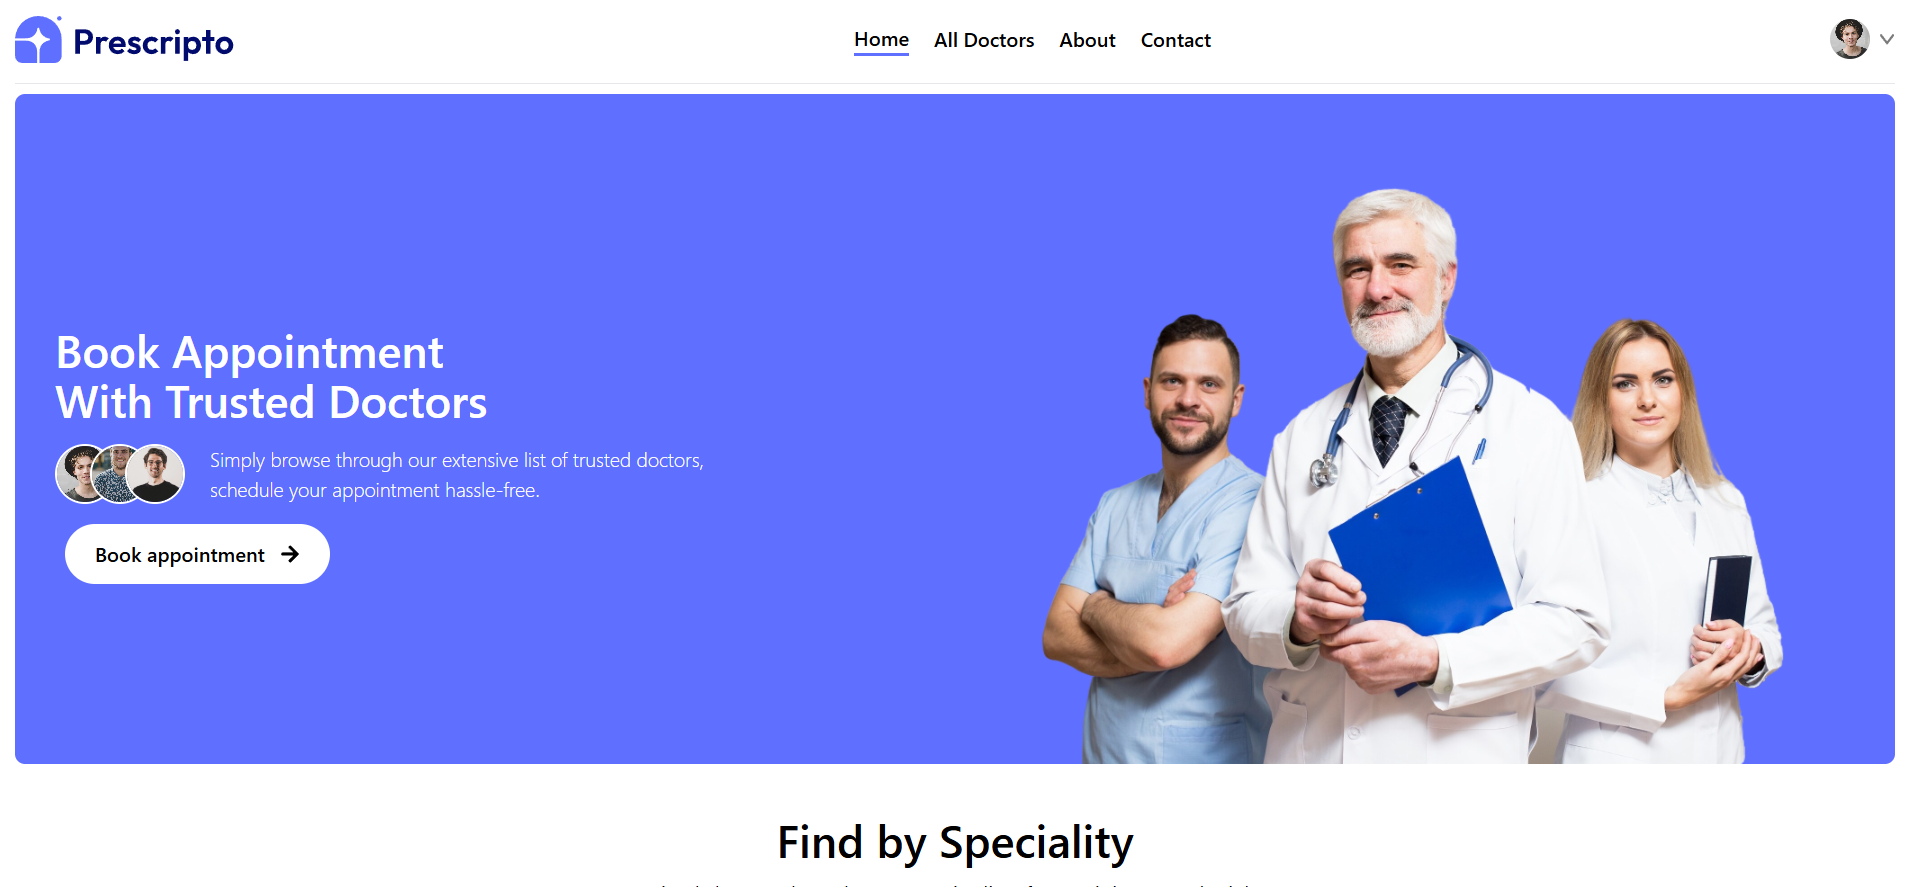 Prescripto
Home All Doctors About Contact
Book Appointment
With Trusted Doctors
Simply browse through our extensive list of trusted doctors,
schedule your appointment hassle-free.
Book appointment
Find by Speciality